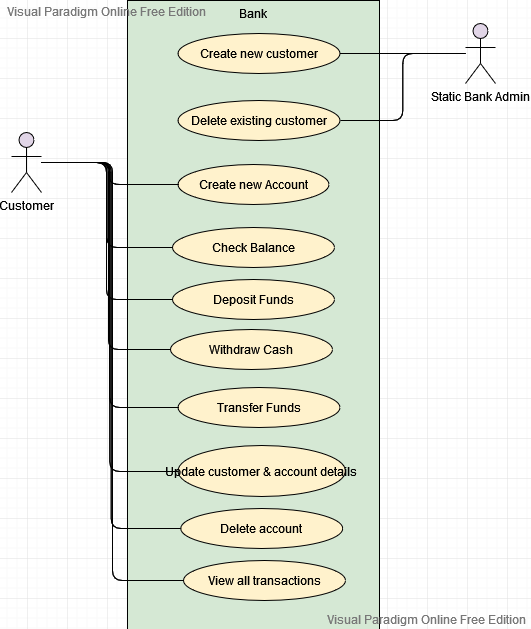 Visual Paradigm Online Free Edition
Bank
Create new customer
Static Bank Admin
Delete existing customer
Customer
Create new Account
Check Balance
Deposit Funds
Withdraw Cash
Transfer Funds
Update customer & account details
Delete account
View all transactions
Visual Paradigm Online Free Edition